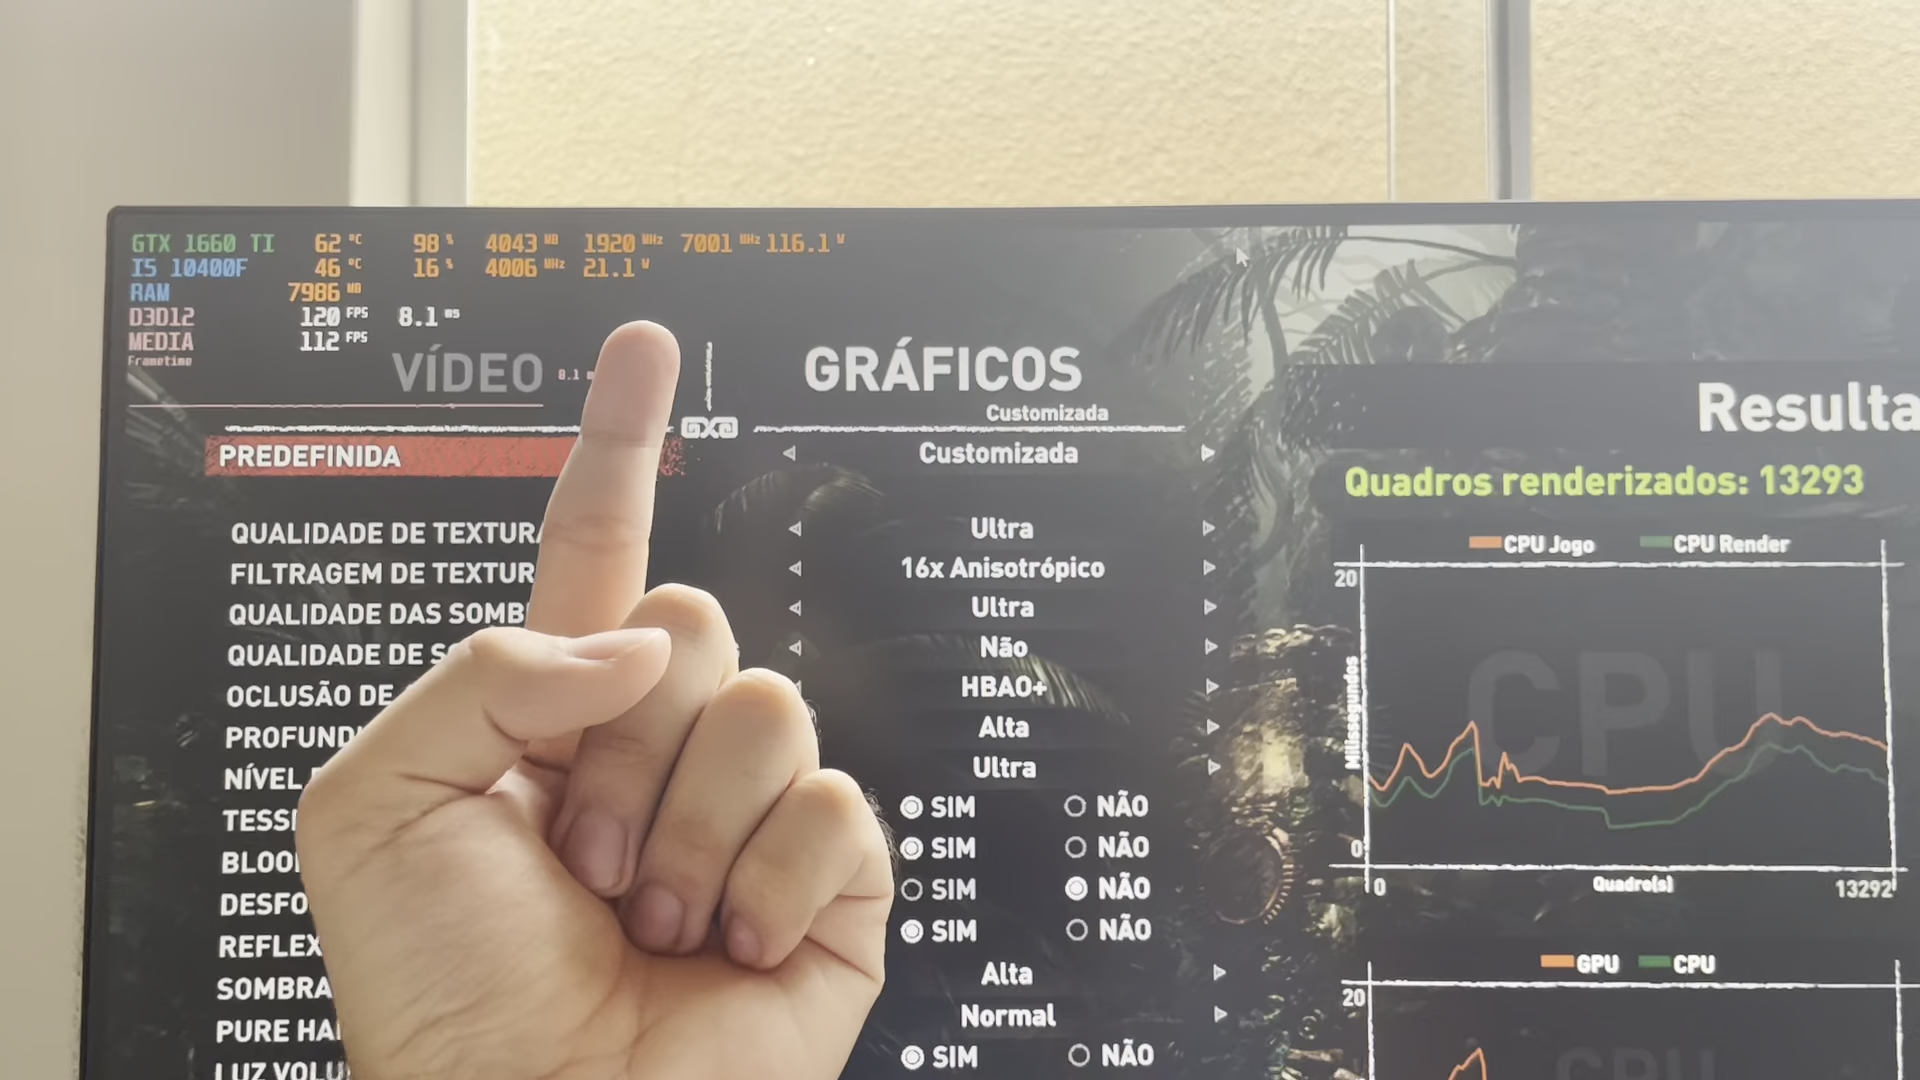 GTX 1660 TI 62 °C 98 % 4043 MB 1920 MHz 7001 MHz 116.1 W
I5 10400F 46 °C 16 % 4006 MHz 21.1 W
RAM 7986 MB
D3D12 120 FPS 8.1 ms
MEDIA 112 FPS
Frametime
VÍDEO
GRÁFICOS
Customizada
PREDEFINIDA Customizada
QUALIDADE DE TEXTURA Ultra
FILTRAGEM DE TEXTUR 16x Anisotrópico
QUALIDADE DAS SOMB Ultra
QUALIDADE DE Não
OCLUSÃO DE HBAO+
PROFUND Alta
NÍVEL Ultra
TESS SIM NÃO
BLOO SIM NÃO
DESFO SIM NÃO
REFLEX SIM NÃO
SOMBRA Alta
PURE HAI Normal
LUZ VOLU SIM NÃO
Resulta
Quadros renderizados: 13293
CPU Jogo CPU Render
20
Milissegundos
CPU
0
0 Quadro(s) 13292
GPU CPU
20
CPU